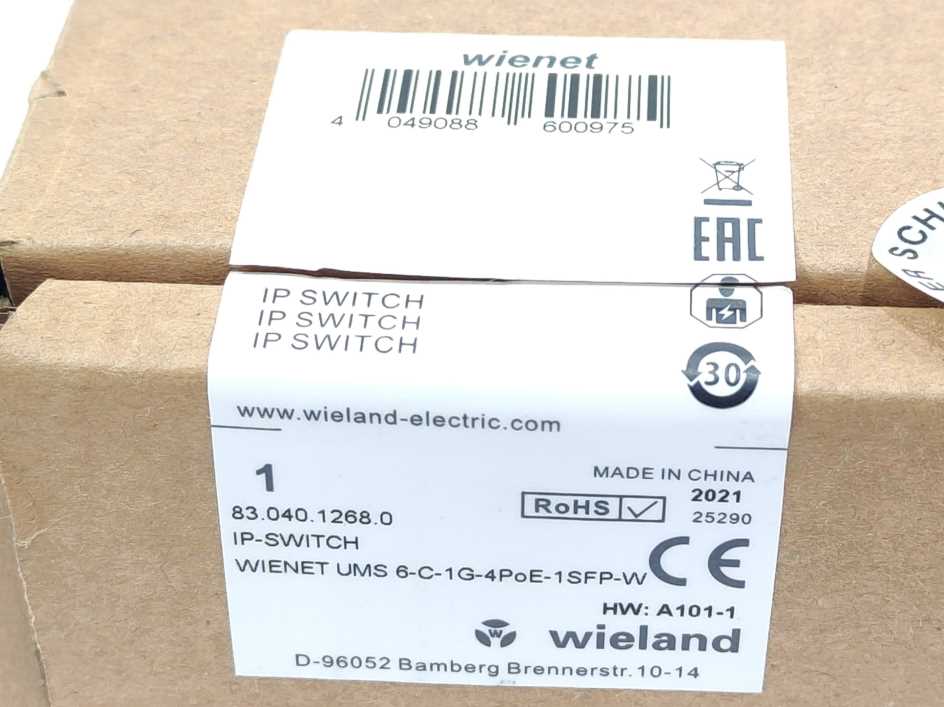 wienet
4 049088 600975
EAC
SCH
ER
IP SWITCH
IP SWITCH
IP SWITCH
30
www.wieland-electric.com
1
MADE IN CHINA
2021
RoHS
25290
83.040.1268.0
IP-SWITCH
WIENET UMS 6-C-1G-4PoE-1SFP-W
CE
HW: A101-1
W wieland
D-96052 Bamberg Brennerstr. 10-14